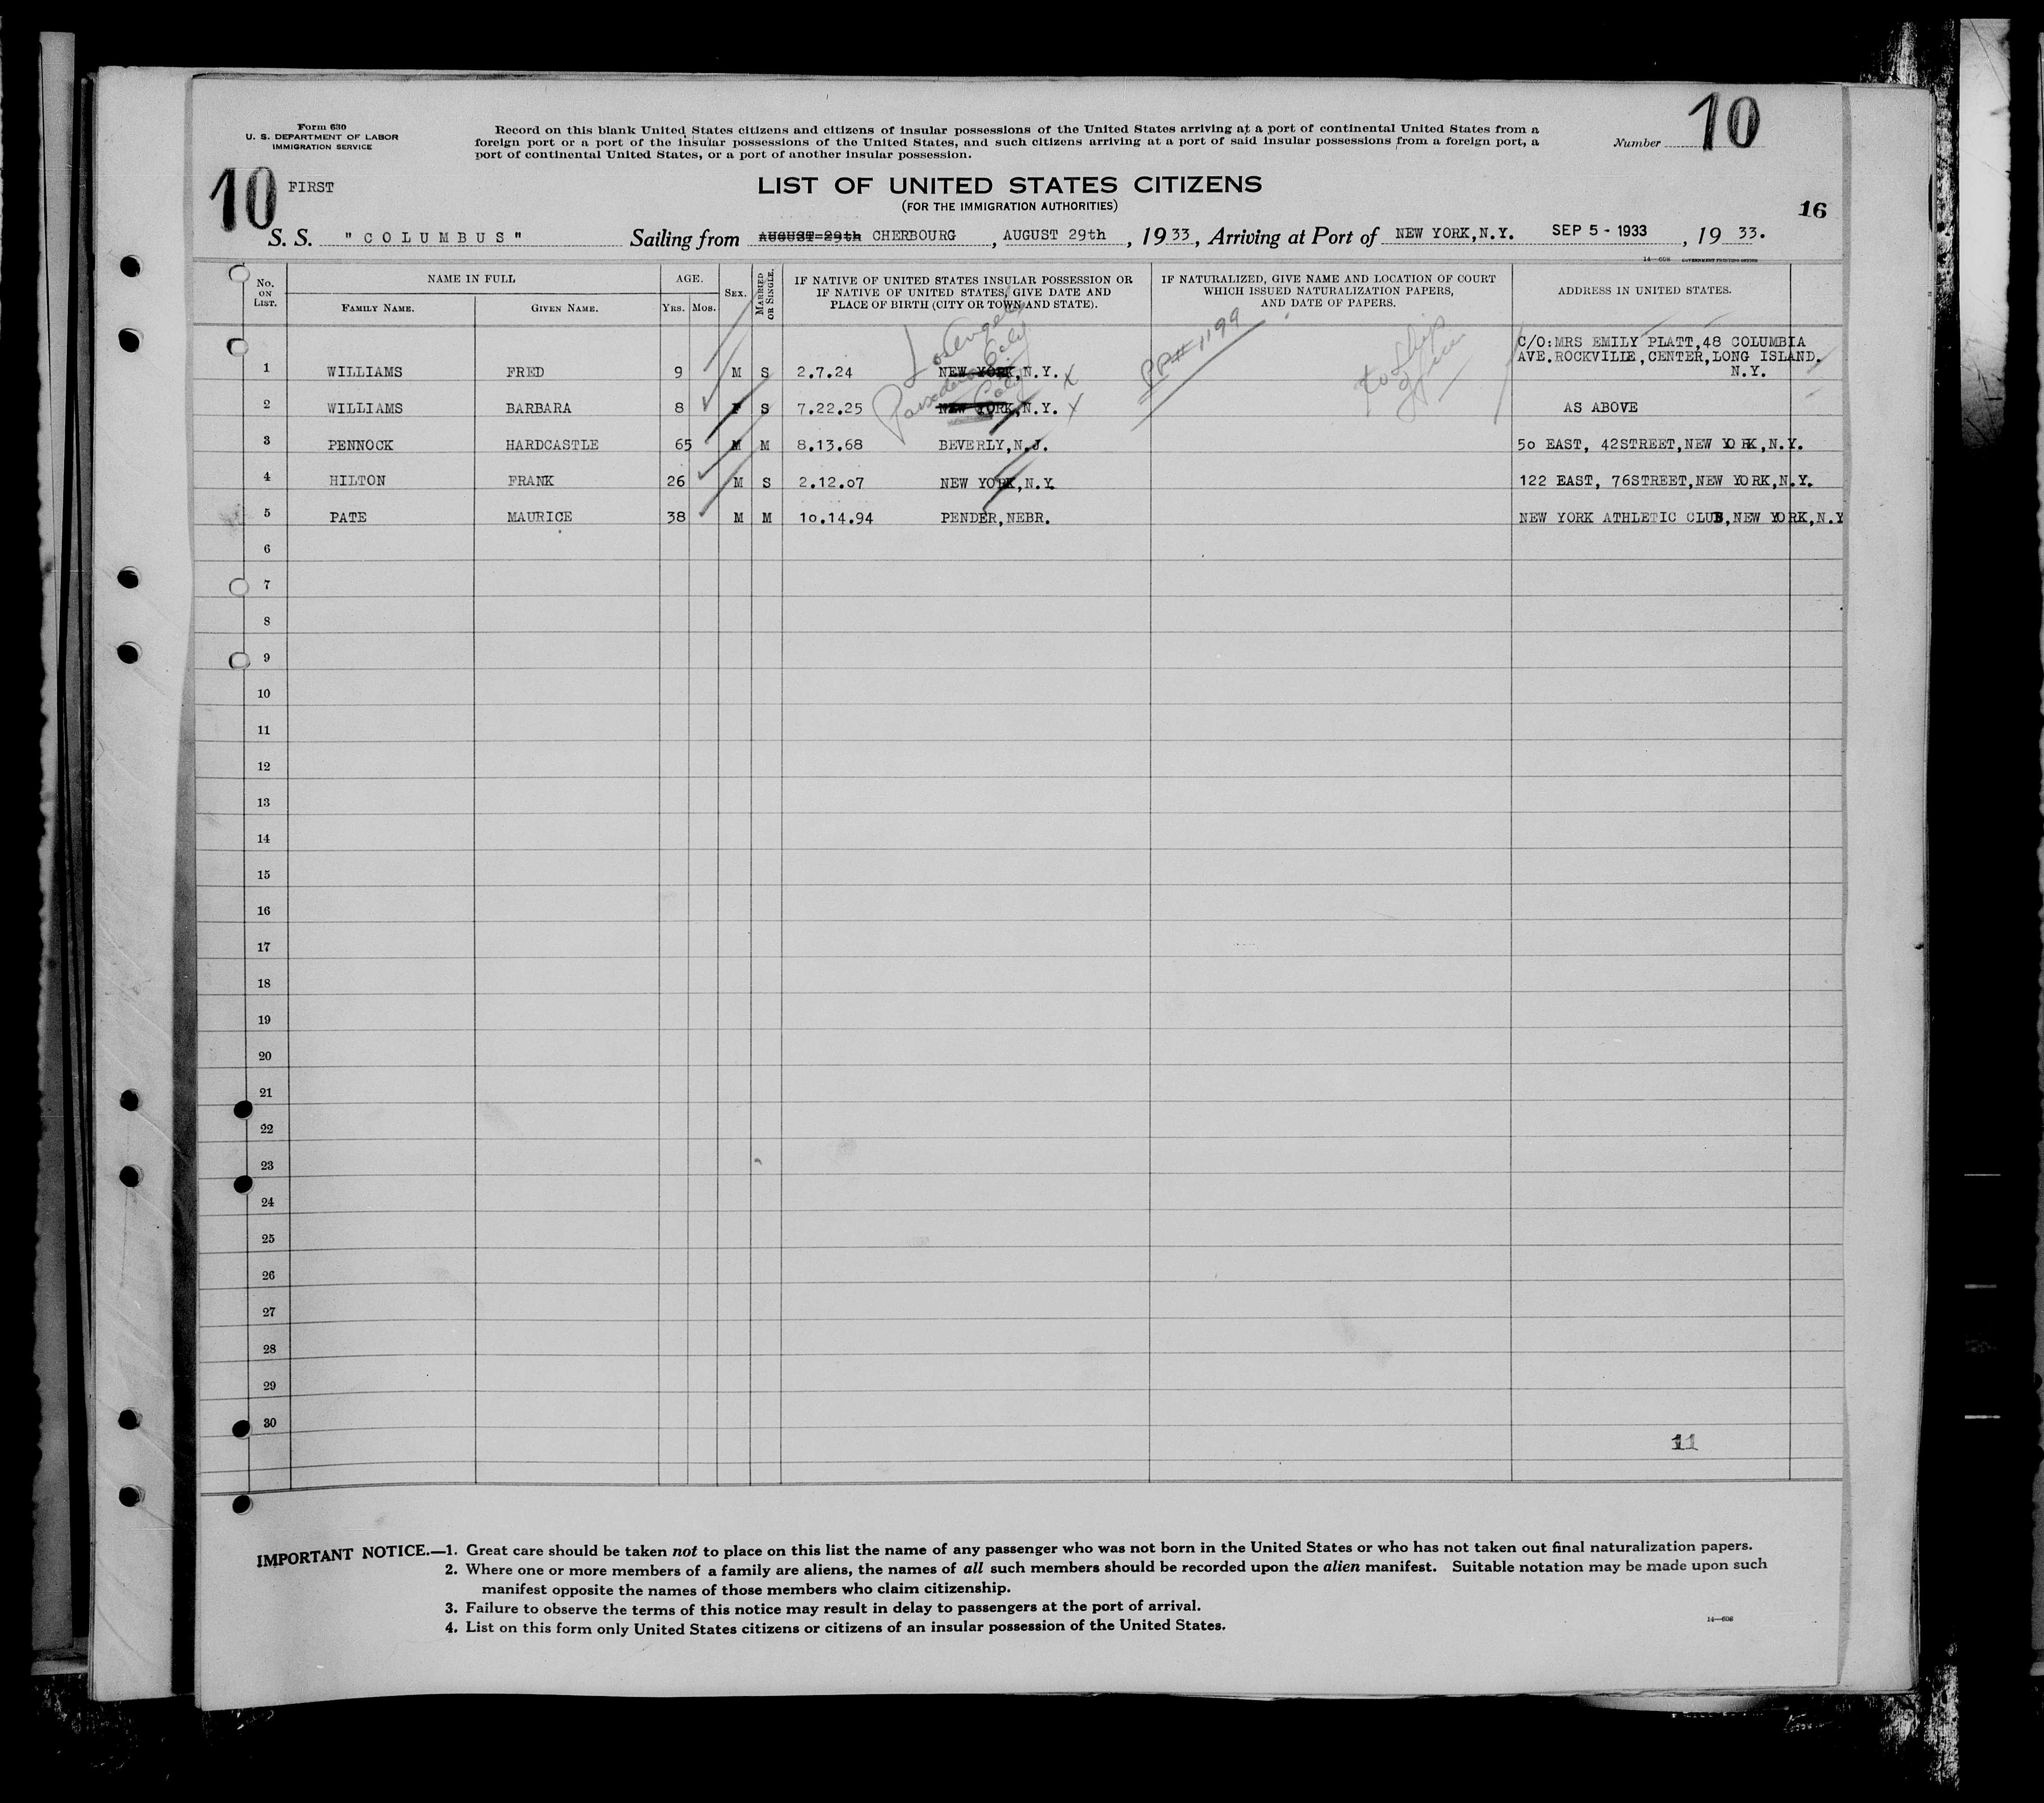 Form 630
U. S. DEPARTMENT OF LABOR
IMMIGRATION SERVICE
Record on this blank United States citizens and citizens of insular possessions of the United States arriving at a port of continental United States from a
foreign port or a port of the insular possessions of the United States, and such citizens arriving at a port of said insular possessions from a foreign port, a
port of continental United States, or a port of another insular possession.
Number 10
10 FIRST
LIST OF UNITED STATES CITIZENS
(FOR THE IMMIGRATION AUTHORITIES)
16
S. S. "COLUMBUS" Sailing from AUGUST 29th CHERBOURG, AUGUST 29th, 1933, Arriving at Port of NEW YORK,N.Y. SEP 5 - 1933, 19 33.
14—608 GOVERNMENT PRINTING OFFICE
No. ON LIST. NAME IN FULL AGE. SEX. MARRIED OR SINGLE. IF NATIVE OF UNITED STATES INSULAR POSSESSION OR IF NATIVE OF UNITED STATES, GIVE DATE AND PLACE OF BIRTH (CITY OR TOWN AND STATE). IF NATURALIZED, GIVE NAME AND LOCATION OF COURT WHICH ISSUED NATURALIZATION PAPERS, AND DATE OF PAPERS. ADDRESS IN UNITED STATES.
FAMILY NAME. GIVEN NAME. YRS. MOS.
Los Angeles
PP# 1199
to Ship
C/O:MRS EMILY PLATT,48 COLUMBIA
AVE.ROCKVILLE,CENTER,LONG ISLAND.
1 WILLIAMS FRED 9 M S 2.7.24 NEW YORK,N.Y. X N.Y.
Pasadena
2 WILLIAMS BARBARA 8 F S 7.22.25 NEW YORK,N.Y. X AS ABOVE
3 PENNOCK HARDCASTLE 65 M M 8.13.68 BEVERLY,N.J. 50 EAST, 42STREET,NEW YORK,N.Y.
4 HILTON FRANK 26 M S 2.12.07 NEW YORK,N.Y. 122 EAST, 76STREET,NEW YORK,N.Y.
5 PATE MAURICE 38 M M 10.14.94 PENDER,NEBR. NEW YORK ATHLETIC CLUB,NEW YORK,N.Y
6
7
8
9
10
11
12
13
14
15
16
17
18
19
20
21
22
23
24
25
26
27
28
29
30
11
IMPORTANT NOTICE.—1. Great care should be taken not to place on this list the name of any passenger who was not born in the United States or who has not taken out final naturalization papers.
2. Where one or more members of a family are aliens, the names of all such members should be recorded upon the alien manifest. Suitable notation may be made upon such
manifest opposite the names of those members who claim citizenship.
3. Failure to observe the terms of this notice may result in delay to passengers at the port of arrival.
4. List on this form only United States citizens or citizens of an insular possession of the United States.
14—608